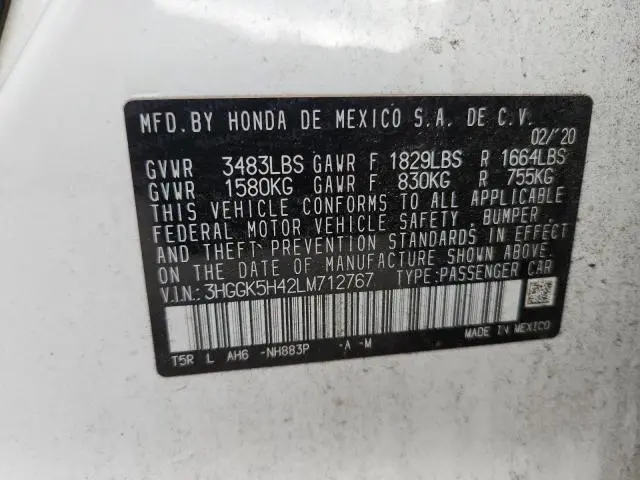 MFD.BY HONDA DE MEXICO S.A. DE C.V.
02/'20
GVWR 3483LBS GAWR F 1829LBS R 1664LBS
GVWR 1580KG GAWR F 830KG R 755KG
THIS VEHICLE CONFORMS TO ALL APPLICABLE
FEDERAL MOTOR VEHICLE SAFETY, BUMPER,
AND THEFT PREVENTION STANDARDS IN EFFECT
ON THE DATE OF MANUFACTURE SHOWN ABOVE.
V.I.N.:3HGGK5H42LM712767 TYPE:PASSENGER CAR
MADE IN MEXICO
T5R L AH6 -NH883P -A -M